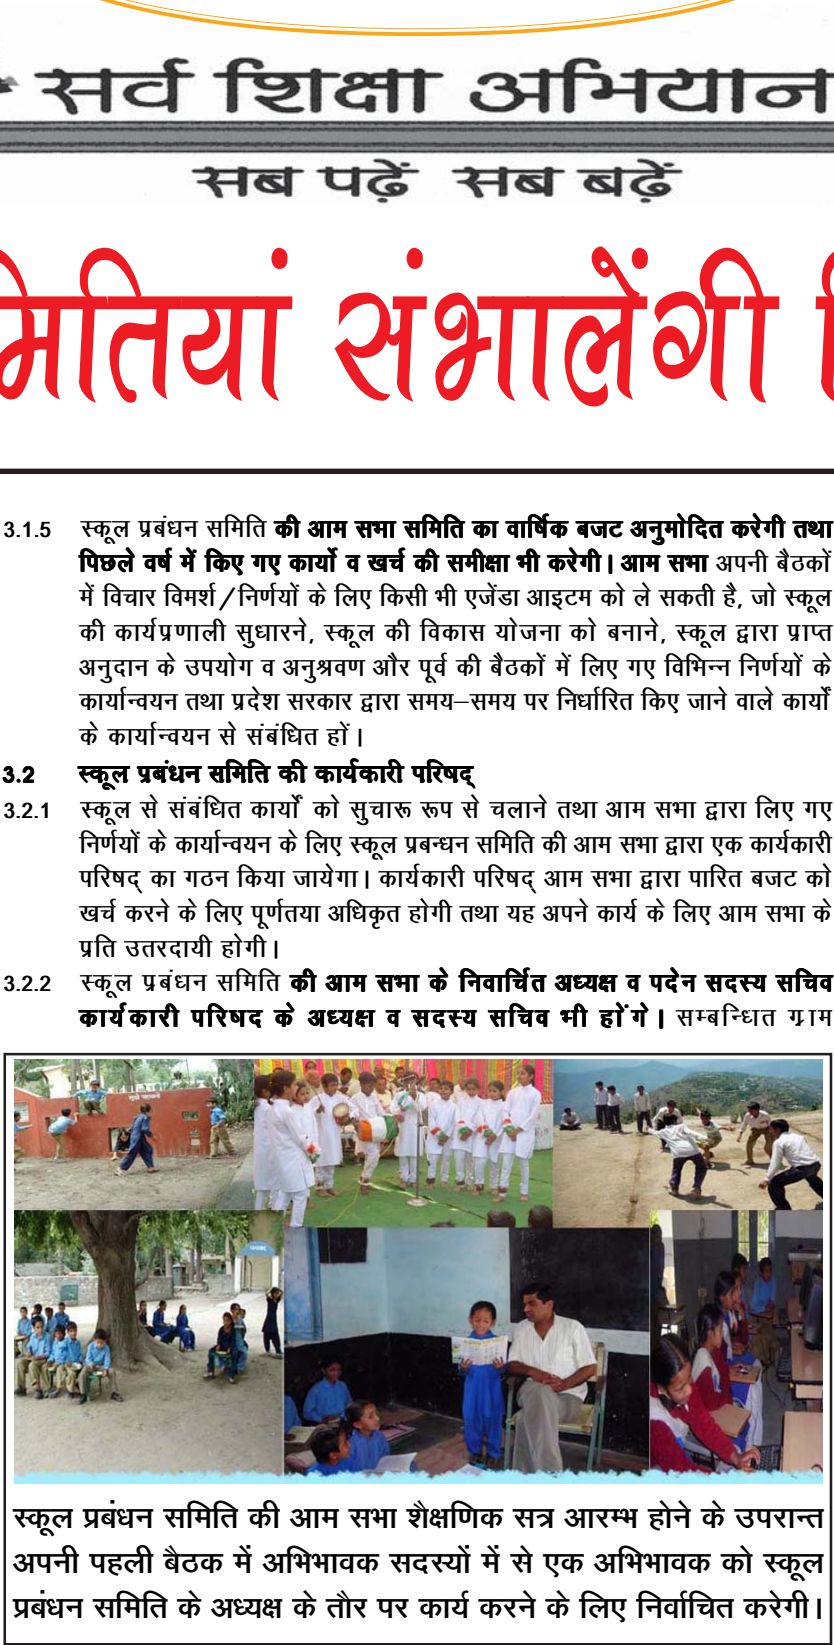 सर्व शिक्षा अभियान
सब पढ़ें सब बढ़ें
संभालेंगी
3.1.5 स्कूल प्रबंधन समिति की आम सभा समिति का वार्षिक बजट अनुमोदित करेगी तथा
पिछले वर्ष में किए गए कार्यो व खर्च की समीक्षा भी करेगी। आम सभा अपनी बैठकों
में विचार विमर्श/निर्णयों के लिए किसी भी एजेंडा आइटम को ले सकती है, जो स्कूल
की कार्यप्रणाली सुधारने, स्कूल की विकास योजना को बनाने, स्कूल द्वारा प्राप्त
अनुदान के उपयोग व अनुश्रवण और पूर्व की बैठकों में लिए गए विभिन्न निर्णयों के
कार्यान्वयन तथा प्रदेश सरकार द्वारा समय–समय पर निर्धारित किए जाने वाले कार्यों
के कार्यान्वयन से संबंधित हों।
3.2 स्कूल प्रबंधन समिति की कार्यकारी परिषद्
3.2.1 स्कूल से संबंधित कार्यों को सुचारू रूप से चलाने तथा आम सभा द्वारा लिए गए
निर्णयों के कार्यान्वयन के लिए स्कूल प्रबन्धन समिति की आम सभा द्वारा एक कार्यकारी
परिषद् का गठन किया जायेगा। कार्यकारी परिषद् आम सभा द्वारा पारित बजट को
खर्च करने के लिए पूर्णतया अधिकृत होगी तथा यह अपने कार्य के लिए आम सभा के
प्रति उतरदायी होगी।
3.2.2 स्कूल प्रबंधन समिति की आम सभा के निवार्चित अध्यक्ष व पदेन सदस्य सचिव
कार्यकारी परिषद के अध्यक्ष व सदस्य सचिव भी होंगे। सम्बन्धित ग्राम
स्कूल प्रबंधन समिति की आम सभा शैक्षणिक सत्र आरम्भ होने के उपरान्त
अपनी पहली बैठक में अभिभावक सदस्यों में से एक अभिभावक को स्कूल
प्रबंधन समिति के अध्यक्ष के तौर पर कार्य करने के लिए निर्वाचित करेगी।